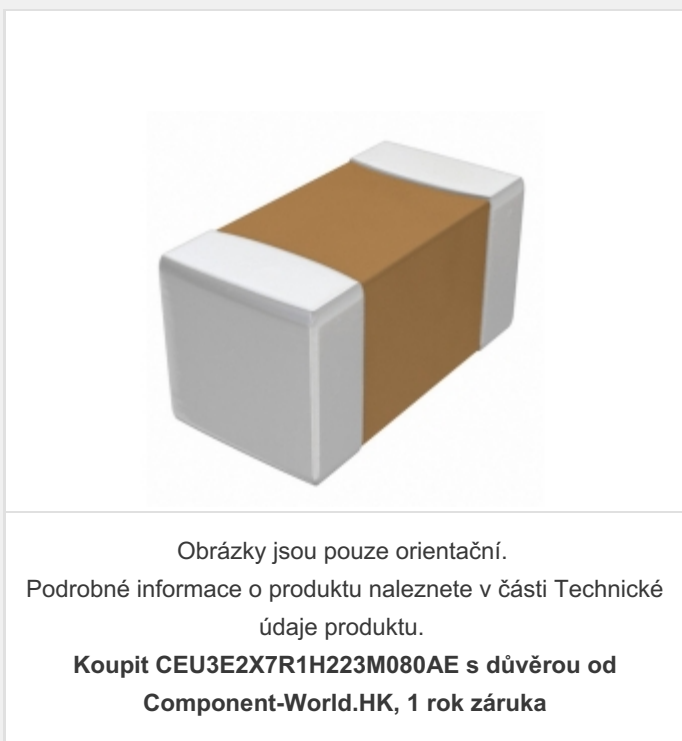 Obrázky jsou pouze orientační.
Podrobné informace o produktu naleznete v části Technické
údaje produktu.
Koupit CEU3E2X7R1H223M080AE s důvěrou od
Component-World.HK, 1 rok záruka